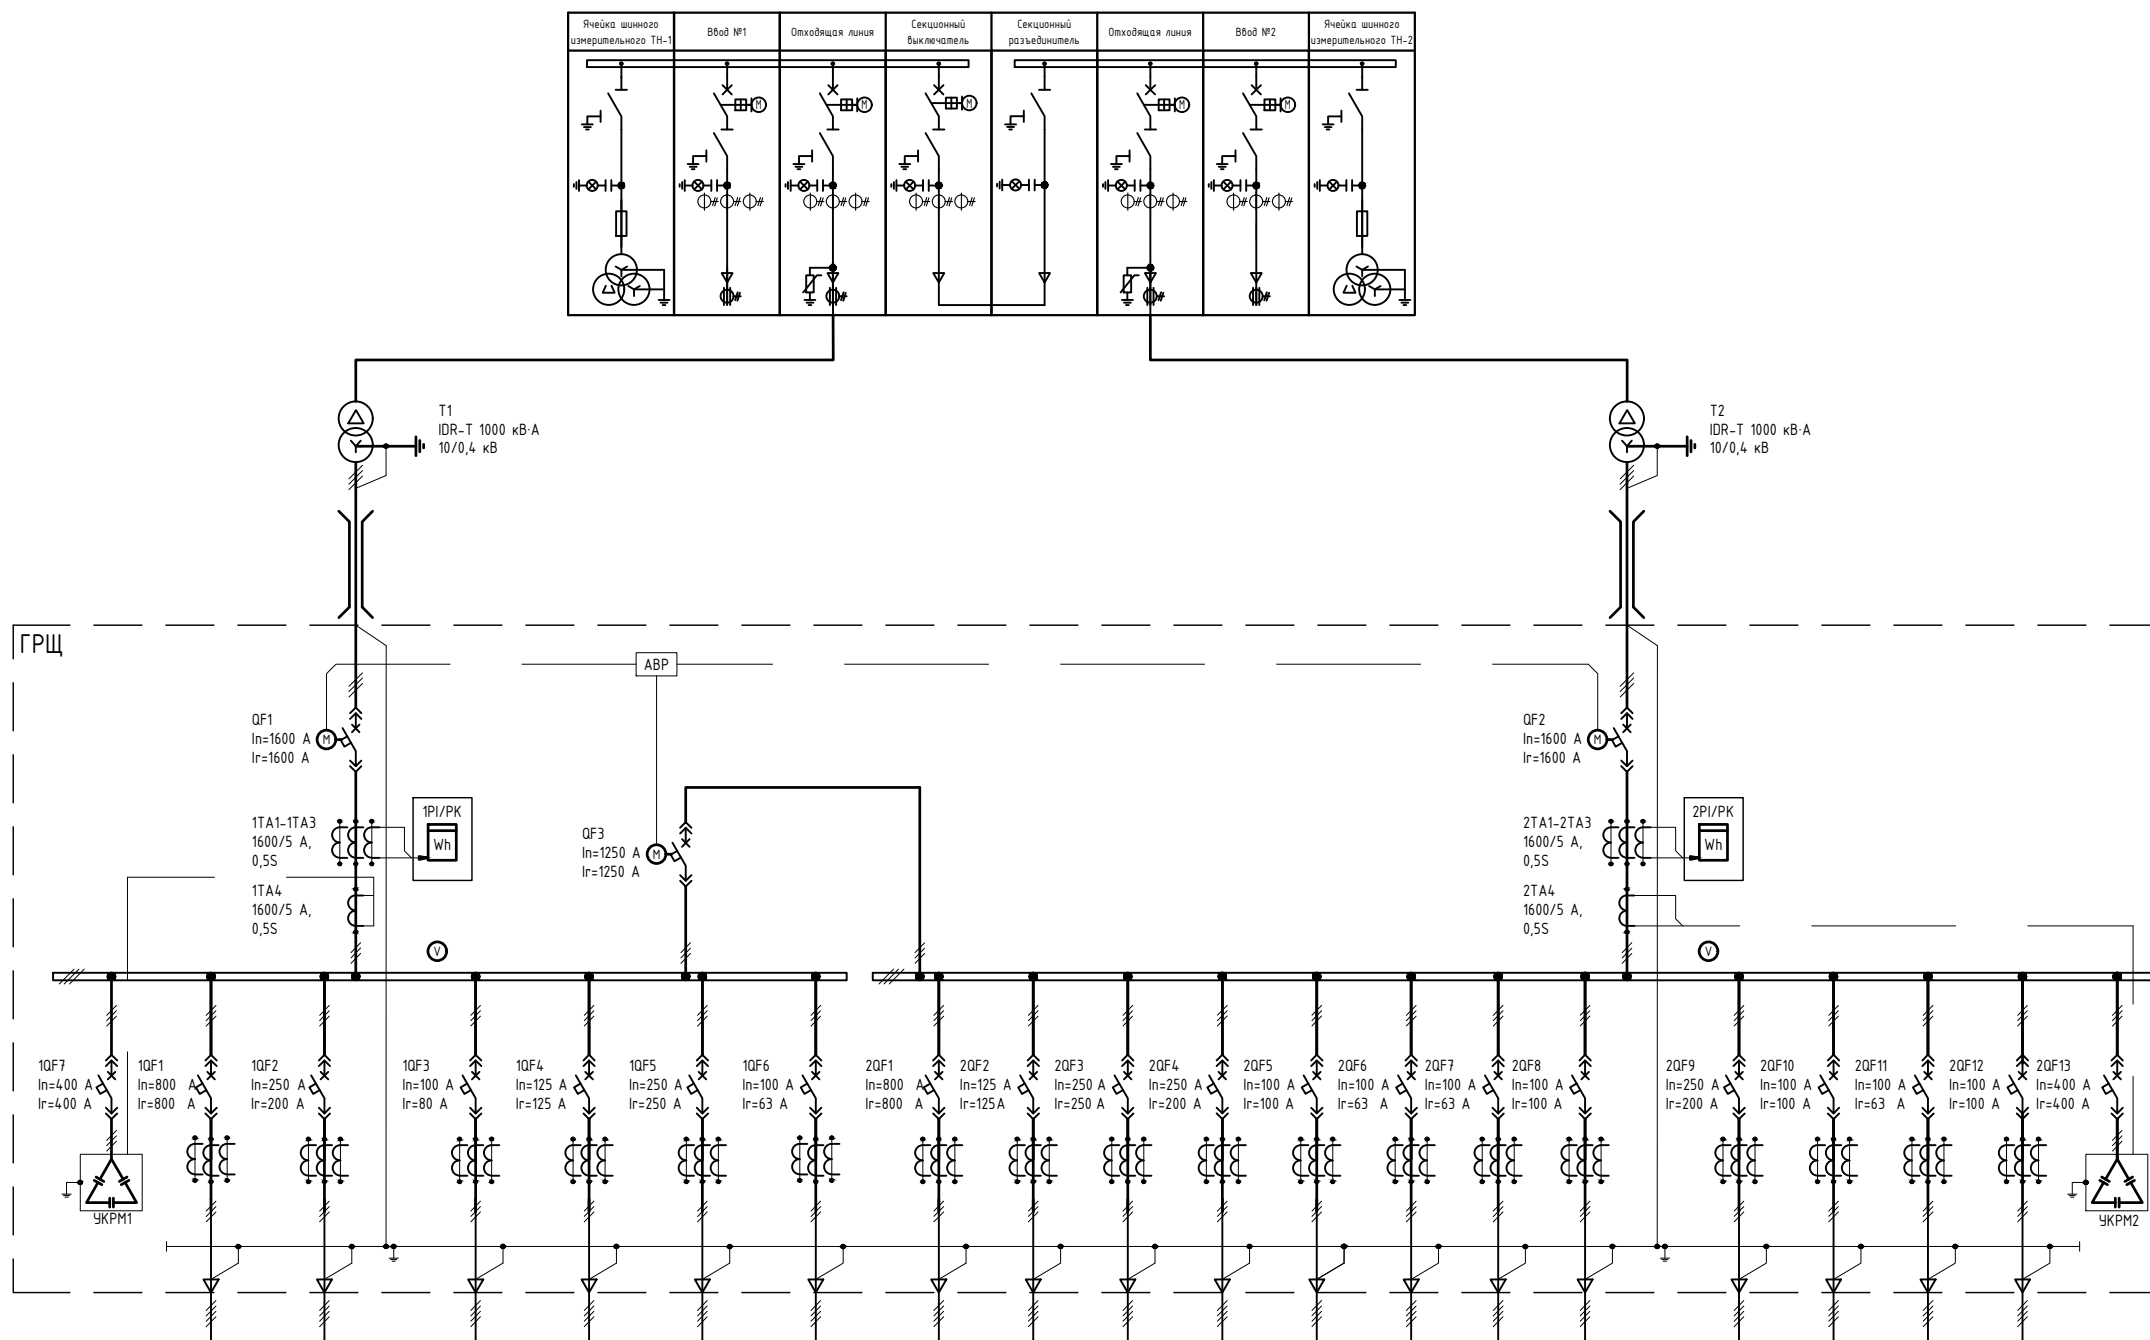 Ячейка шинного
измерительного ТН-1
Ввод №1
Отходящая линия
Секционный
выключатель
Секционный
разъединитель
Отходящая линия
Ввод №2
Ячейка шинного
измерительного ТН-2
M
M
M
M
M
T1
IDR-T 1000 кВ·А
10/0,4 кВ
T2
IDR-T 1000 кВ·А
10/0,4 кВ
ГРЩ
АВР
QF1
In=1600 А
Ir=1600 А
M
QF2
In=1600 А
Ir=1600 А
M
1TA1-1TA3
1600/5 А,
0,5S
1PI/PK
Wh
QF3
In=1250 А
Ir=1250 А
M
2TA1-2TA3
1600/5 А,
0,5S
2PI/PK
Wh
1TA4
1600/5 А,
0,5S
V
2TA4
1600/5 А,
0,5S
V
1QF7
In=400 А
Ir=400 А
1QF1
In=800 А
Ir=800 А
1QF2
In=250 А
Ir=200 А
1QF3
In=100 А
Ir=80 А
1QF4
In=125 А
Ir=125 А
1QF5
In=250 А
Ir=250 А
1QF6
In=100 А
Ir=63 А
2QF1
In=800 А
Ir=800 А
2QF2
In=125 А
Ir=125А
2QF3
In=250 А
Ir=250 А
2QF4
In=250 А
Ir=200 А
2QF5
In=100 А
Ir=100 А
2QF6
In=100 А
Ir=63 А
2QF7
In=100 А
Ir=63 А
2QF8
In=100 А
Ir=100 А
2QF9
In=250 А
Ir=200 А
2QF10
In=100 А
Ir=100 А
2QF11
In=100 А
Ir=63 А
2QF12
In=100 А
Ir=100 А
2QF13
In=400 А
Ir=400 А
УКРМ1
УКРМ2